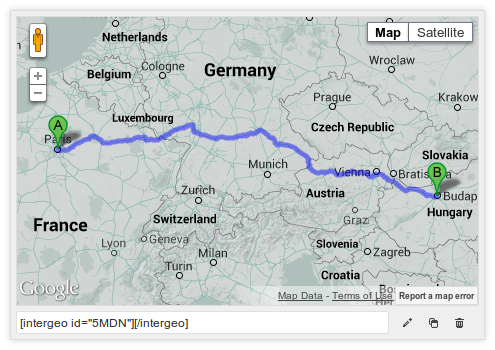 Netherlands
Map
Satellite
Wroclaw
Belgium
Cologne
Germany
Prague
Krakow
Luxembourg
A
Paris
Czech Republic
Munich
Vienna
Bratislava
Slovakia
B
Budap
Zurich
Austria
Hungary
France
Switzerland
Graz
Lyon
Geneva
Milan
Slovenia
Zagreb
Turin
Croatia
Google
Map Data - Terms of Use
Report a map error
[intergeo id="5MDN"][/intergeo]